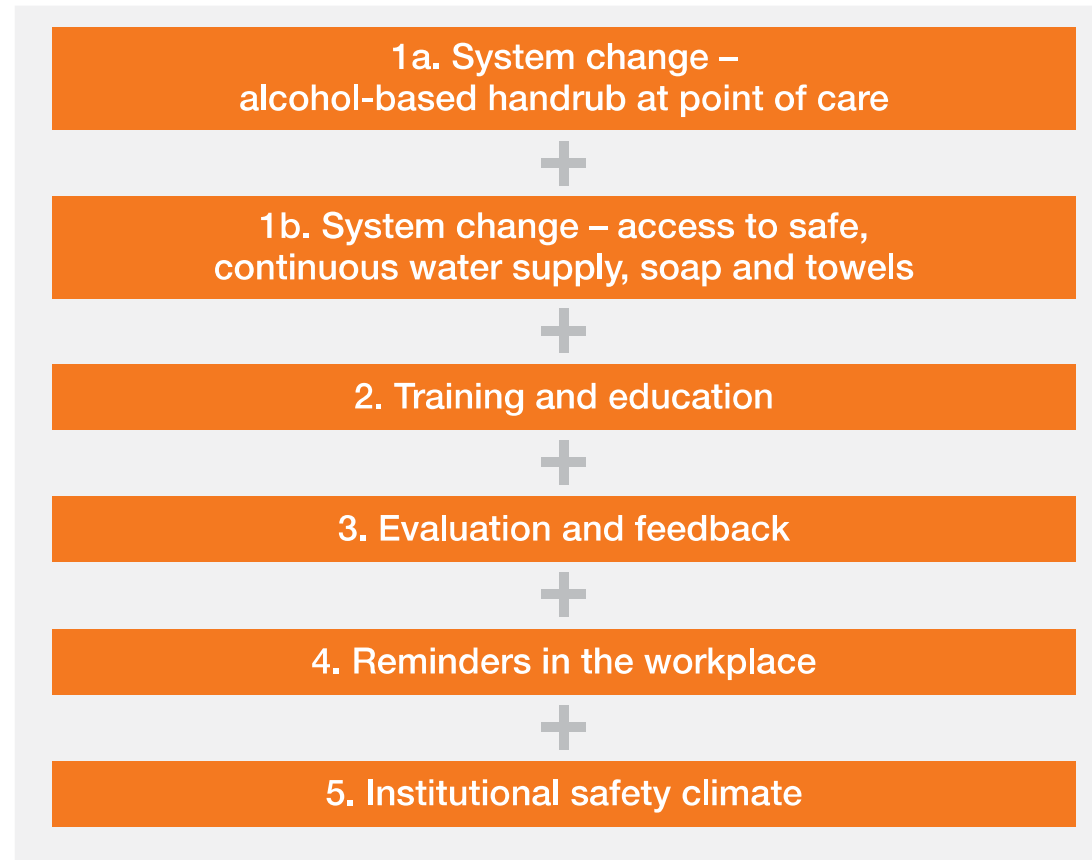 1a. System change –
alcohol-based handrub at point of care
+
1b. System change – access to safe,
continuous water supply, soap and towels
+
2. Training and education
+
3. Evaluation and feedback
+
4. Reminders in the workplace
+
5. Institutional safety climate